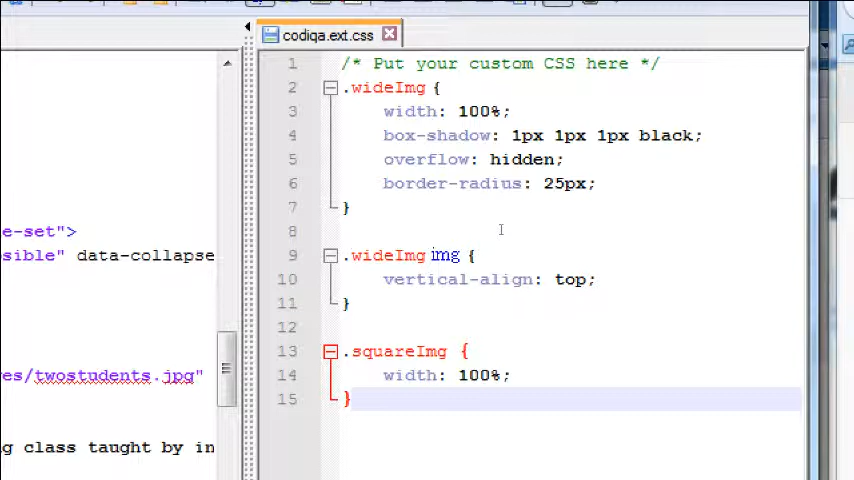 codiqa.ext.css
e-set">
sible" data-collapse
res/twostudents.jpg"
g class taught by in
1 /* Put your custom CSS here */
2 .wideImg {
3 width: 100%;
4 box-shadow: 1px 1px 1px black;
5 overflow: hidden;
6 border-radius: 25px;
7 }
8
9 .wideImg img {
10 vertical-align: top;
11 }
12
13 .squareImg {
14 width: 100%;
15 }